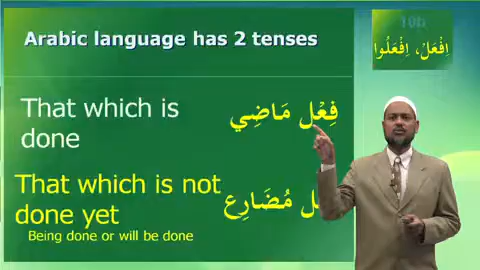 Arabic language has 2 tenses
10b
اِفْعَلْ، اِفْعَلُوا
That which is
done
فِعْل مَاضِي
That which is not
done yet
مُضَارِع
Being done or will be done